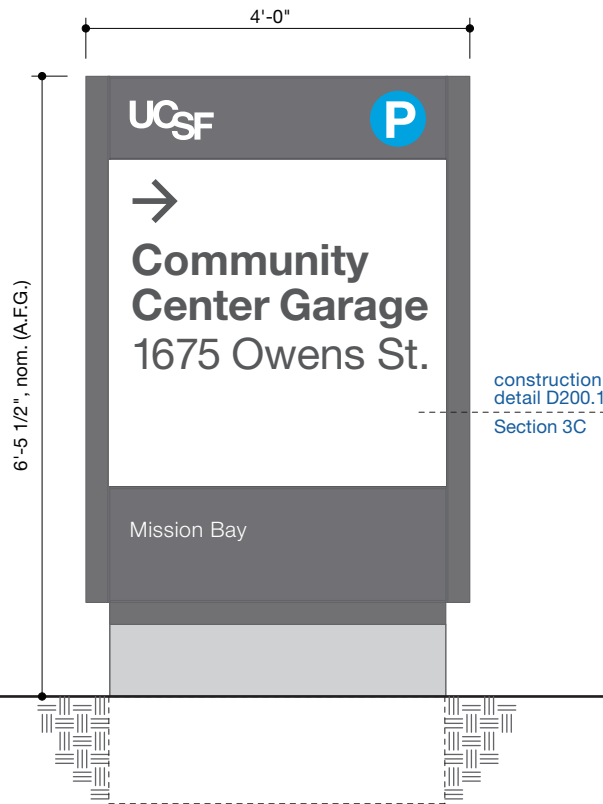 4'-0"
UCSF
P
→
Community
Center Garage
1675 Owens St.
6'-5 1/2", nom. (A.F.G.)
construction
detail D200.1
Section 3C
Mission Bay